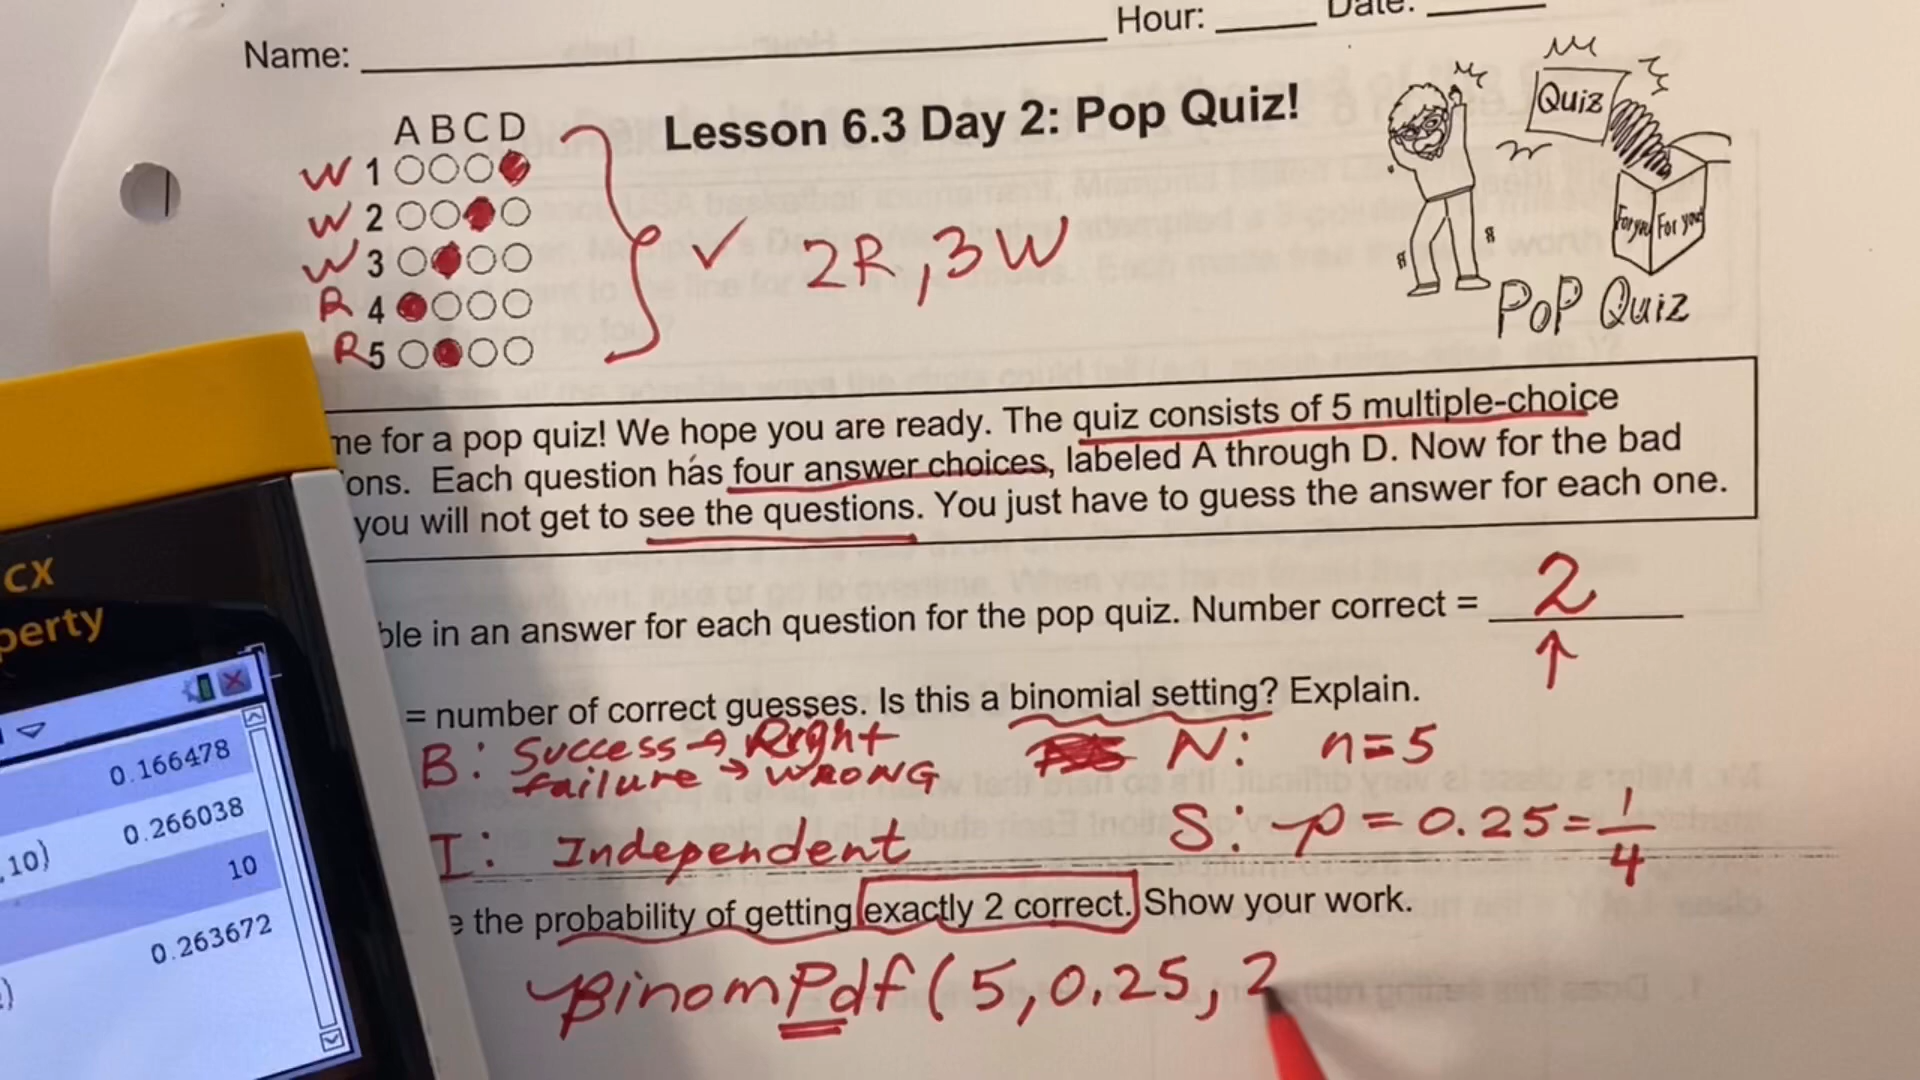 Hour: ____ Date: ____
Name: ____
Lesson 6.3 Day 2: Pop Quiz!
A B C D
W 1
W 2
W 3
R 4
R 5
✓ 2R, 3W
Quiz
For you For you!
PoP Quiz
me for a pop quiz! We hope you are ready. The quiz consists of 5 multiple-choice
ons. Each question has four answer choices, labeled A through D. Now for the bad
you will not get to see the questions. You just have to guess the answer for each one.
ble in an answer for each question for the pop quiz. Number correct = 2
↑
= number of correct guesses. Is this a binomial setting? Explain.
B: Success → Right
failure → WRONG
N: n=5
I: Independent
S: p = 0.25 = 1/4
e the probability of getting exactly 2 correct. Show your work.
BinomPdf(5,0.25,2
CX
perty
0.166478
,10) 0.266038
10
0.263672